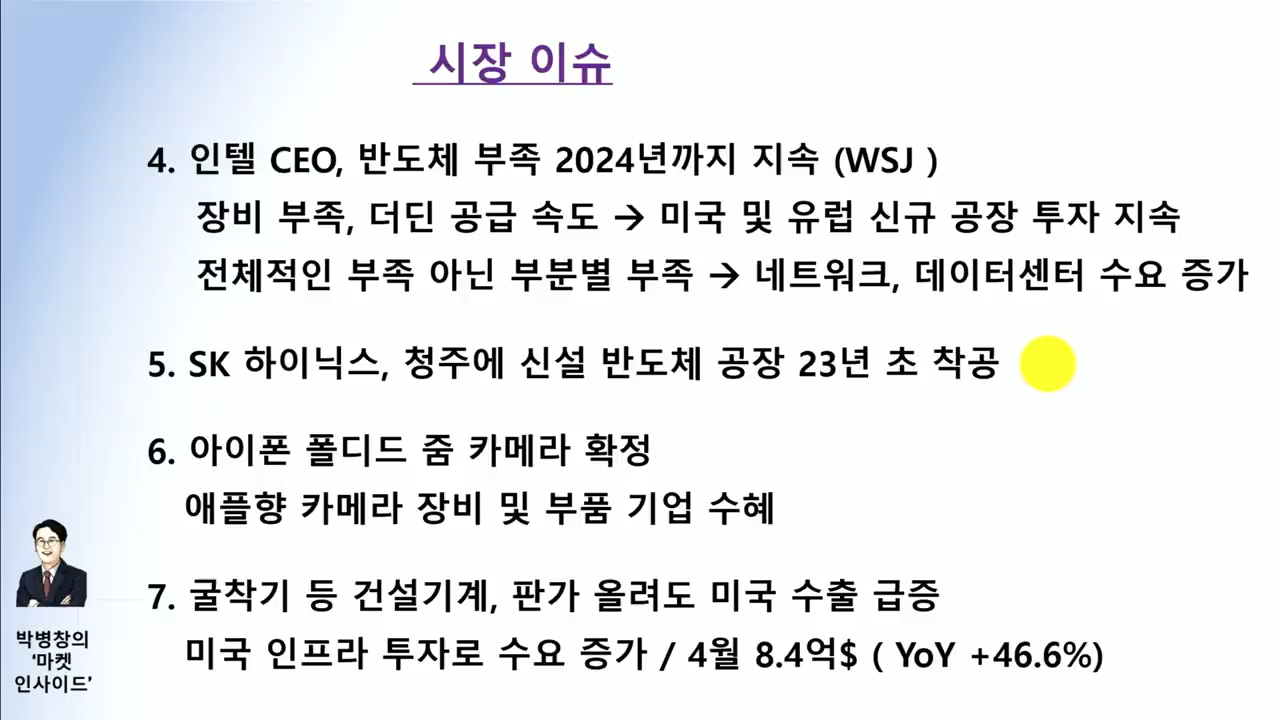 시장 이슈
4. 인텔 CEO, 반도체 부족 2024년까지 지속 (WSJ )
장비 부족, 더딘 공급 속도 → 미국 및 유럽 신규 공장 투자 지속
전체적인 부족 아닌 부분별 부족 → 네트워크, 데이터센터 수요 증가
5. SK 하이닉스, 청주에 신설 반도체 공장 23년 초 착공
6. 아이폰 폴디드 줌 카메라 확정
애플향 카메라 장비 및 부품 기업 수혜
7. 굴착기 등 건설기계, 판가 올려도 미국 수출 급증
미국 인프라 투자로 수요 증가 / 4월 8.4억$ ( YoY +46.6%)
박병창의
‘마켓
인사이드’